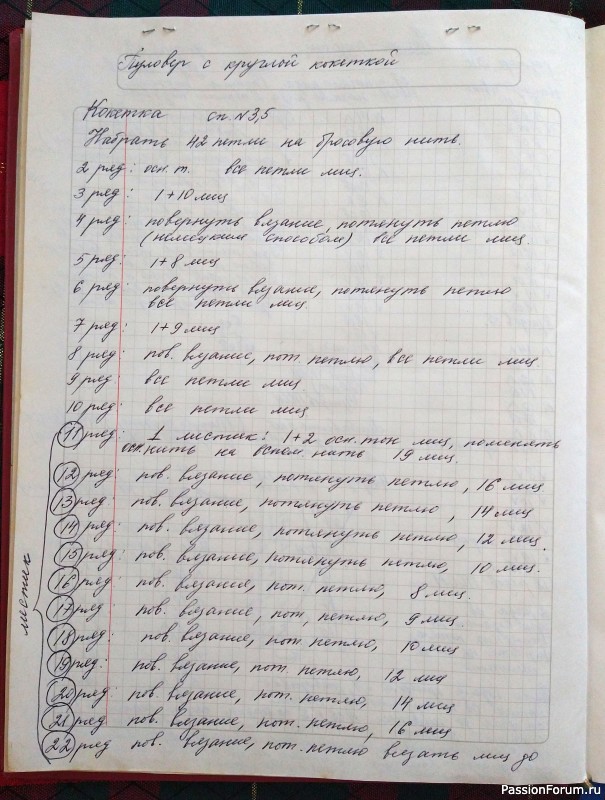 Пуловер с круглой кокеткой
Кокетка сп. №3,5
Набрать 42 петли на бросовую нить.
2 ряд: осн. т. все петли лиц.
3 ряд: 1+10 лиц
4 ряд: повернуть вязание, потянуть петлю
(немецким способом) все петли лиц.
5 ряд: 1+8 лиц
6 ряд: повернуть вязание, потянуть петлю
все петли лиц.
7 ряд: 1+9 лиц
8 ряд: пов. вязание, пот. петлю, все петли лиц
9 ряд: все петли лиц
10 ряд: все петли лиц
11 ряд: 1 листик: 1+2 осн. тон лиц, поменять
осн. нить на вспом. нить 19 лиц.
12 ряд: пов. вязание, потянуть петлю, 16 лиц
13 ряд: пов. вязание, потянуть петлю, 14 лиц
14 ряд: пов. вязание, потянуть петлю, 12 лиц.
15 ряд: пов. вязание, потянуть петлю, 10 лиц.
16 ряд: пов. вязание, пот. петлю, 8 лиц.
17 ряд: пов. вязание, пот, петлю, 9 лиц.
18 ряд: пов. вязание, пот. петлю, 10 лиц
19 ряд: пов. вязание, пот. петлю, 12 лиц
20 ряд: пов. вязание, пот. петлю, 14 лиц
21 ряд пов. вязание, пот. петлю, 16 лиц
22 ряд пов. вязание, пот. петлю вязать лиц до
листик
PassionForum.ru